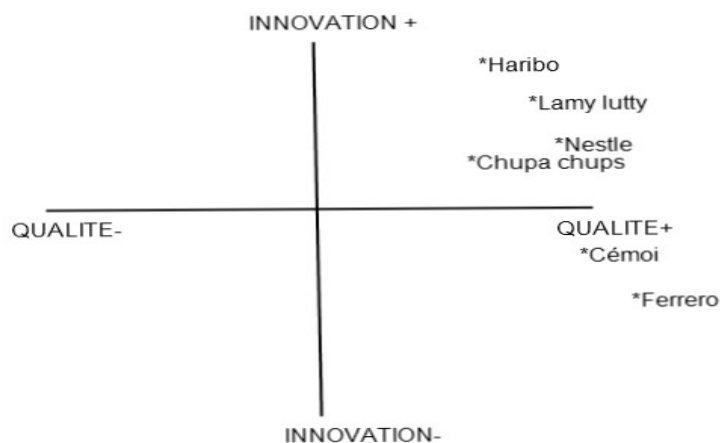 INNOVATION +
*Haribo
*Lamy lutty
*Nestle
*Chupa chups
QUALITE-
QUALITE+
*Cémoi
*Ferrero
INNOVATION-